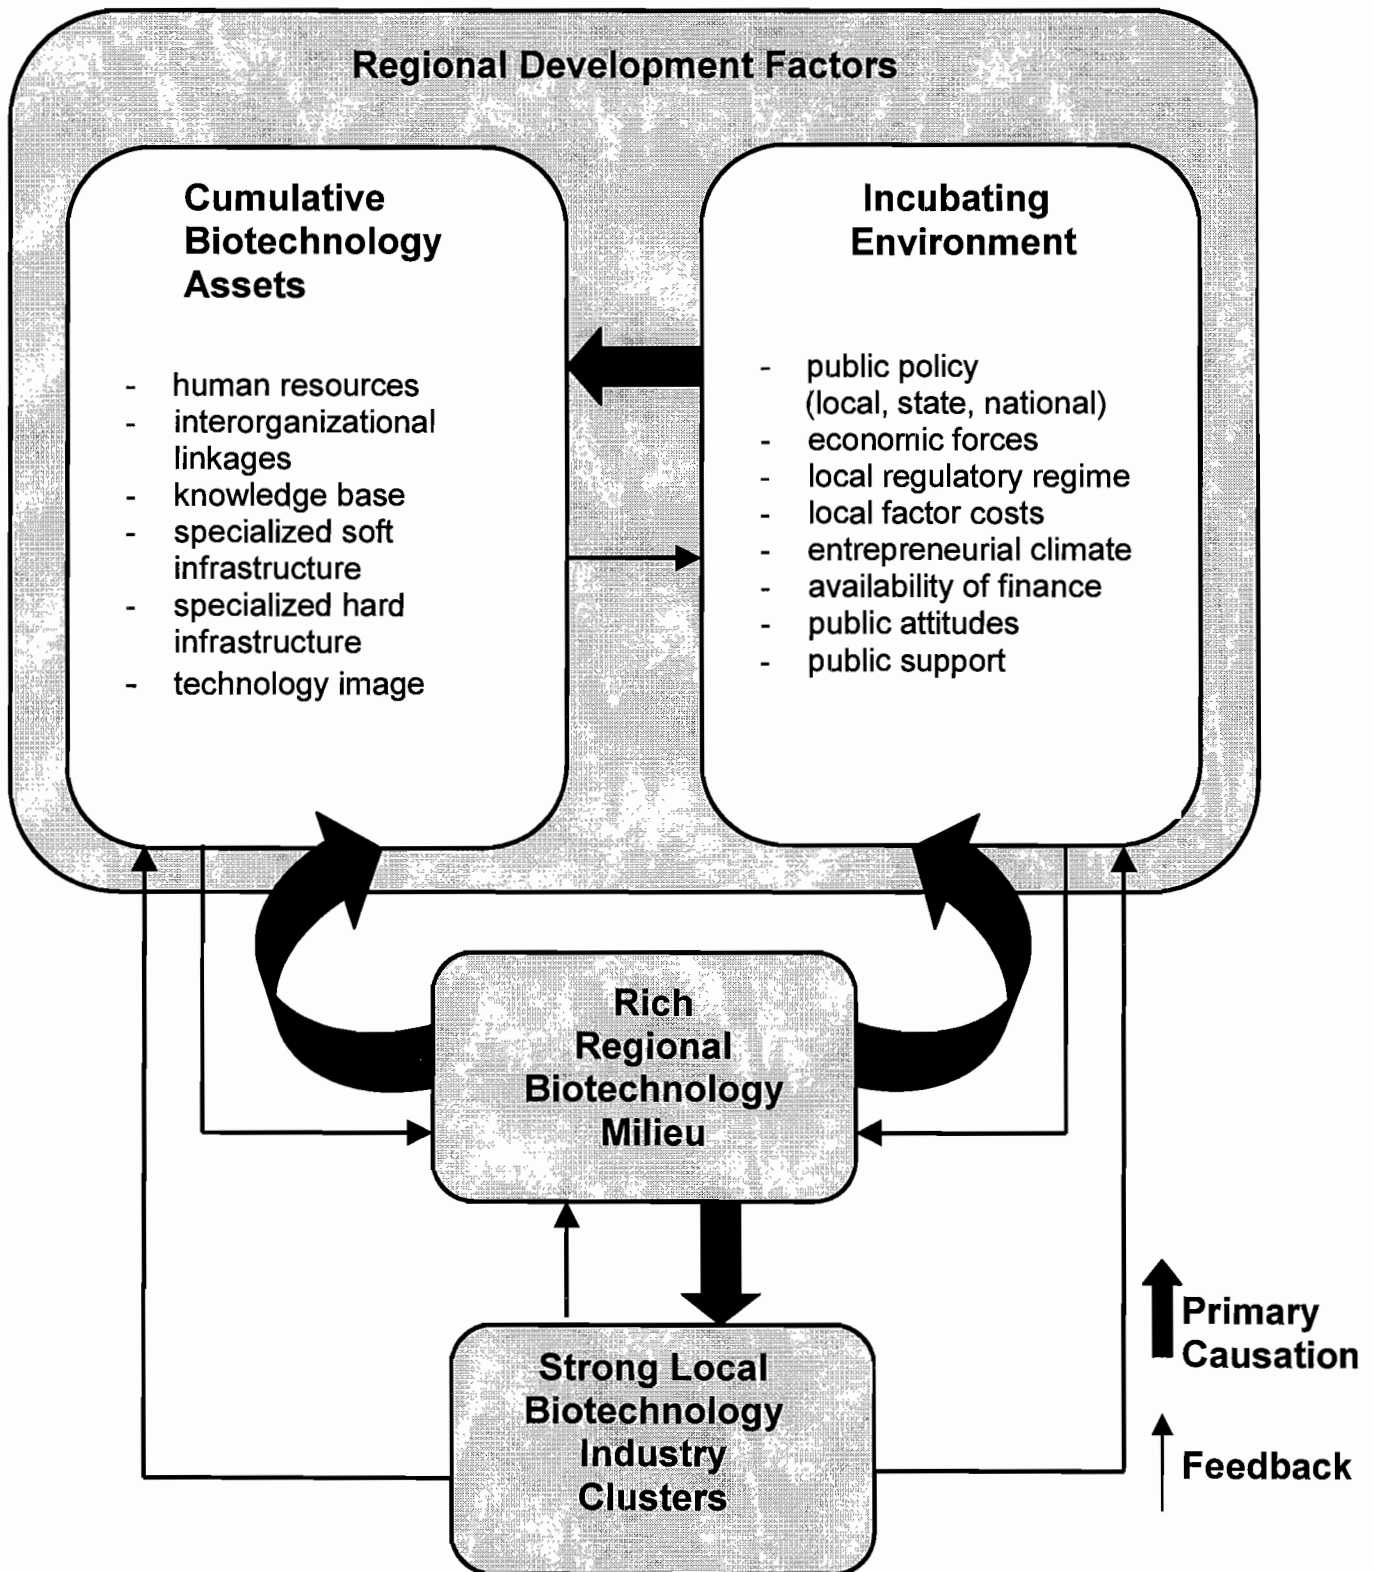 Regional Development Factors
Cumulative
Biotechnology
Assets
- human resources
- interorganizational
linkages
- knowledge base
- specialized soft
infrastructure
- specialized hard
infrastructure
- technology image
Incubating
Environment
- public policy
(local, state, national)
- economic forces
- local regulatory regime
- local factor costs
- entrepreneurial climate
- availability of finance
- public attitudes
- public support
Rich
Regional
Biotechnology
Milieu
Strong Local
Biotechnology
Industry
Clusters
Primary
Causation
Feedback